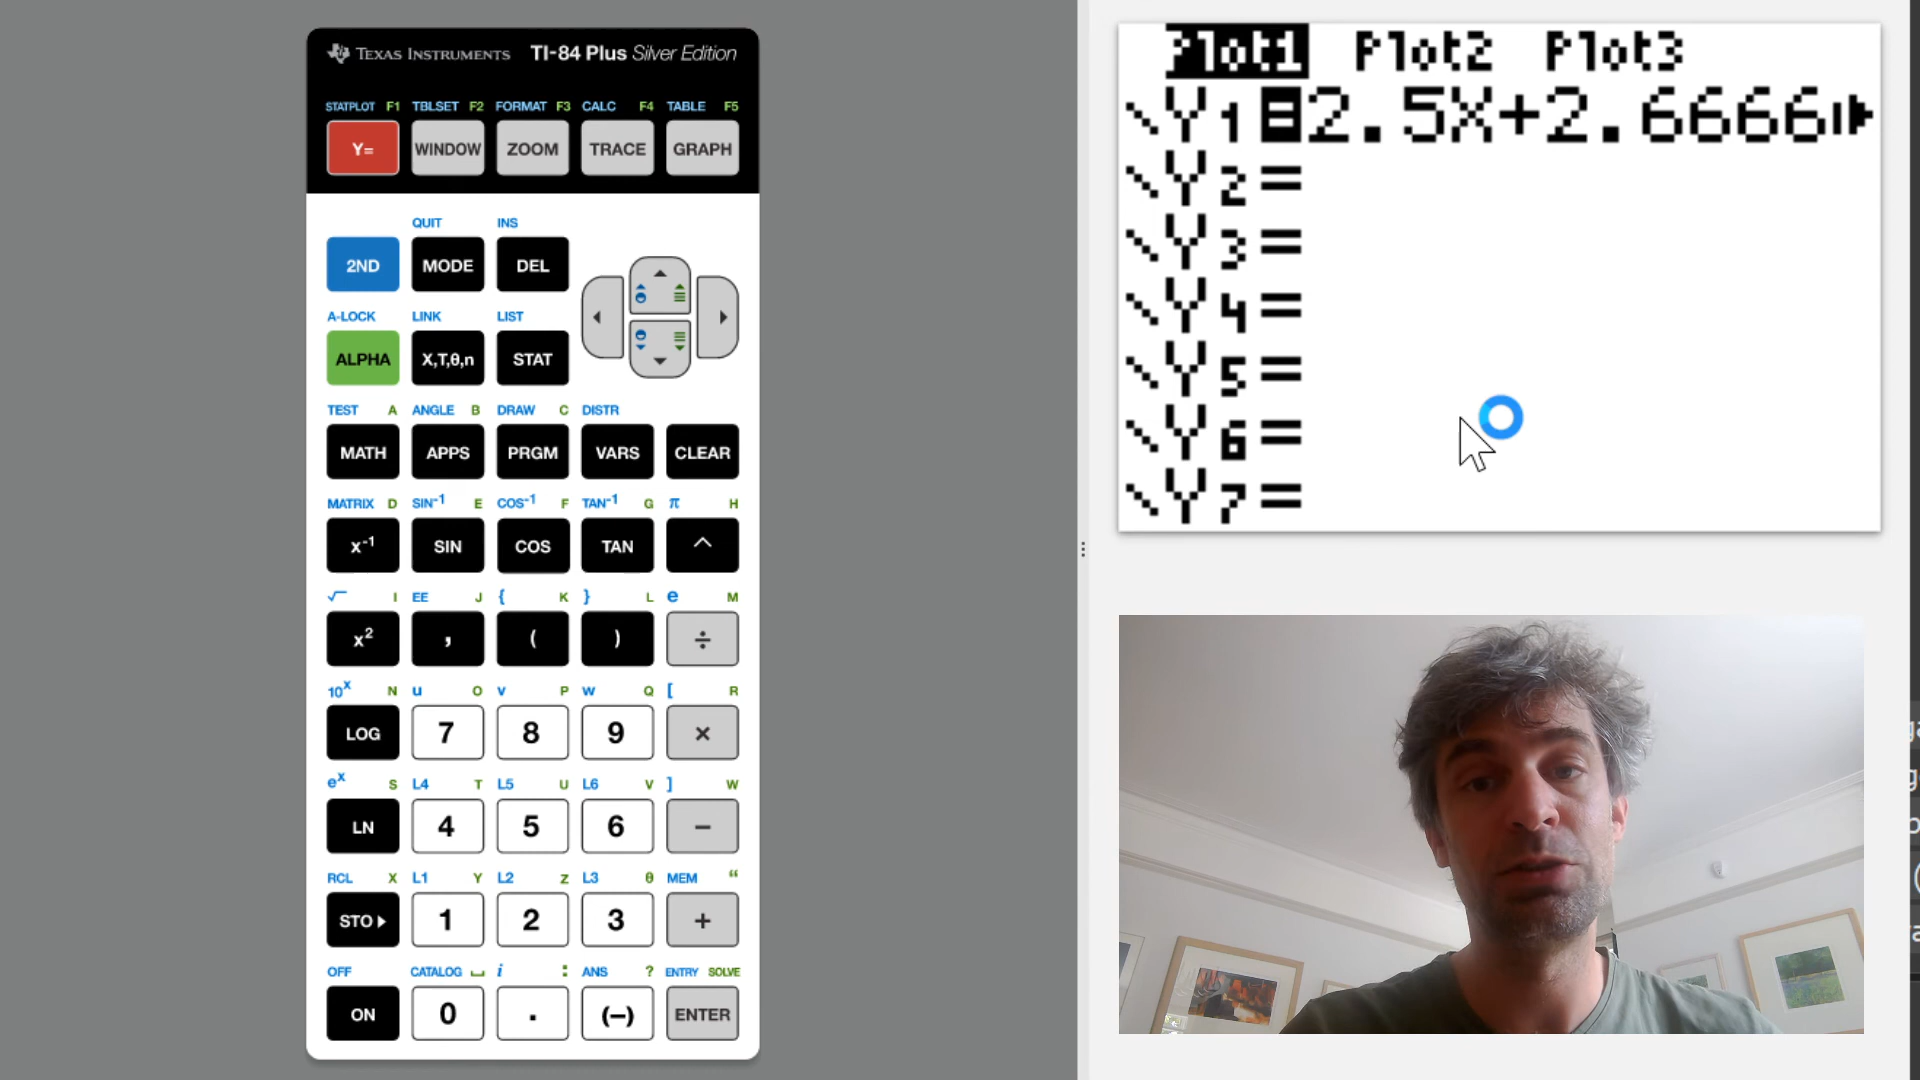 TEXAS INSTRUMENTS TI-84 Plus Silver Edition
STATPLOT F1 TBLSET F2 FORMAT F3 CALC F4 TABLE F5
Y= WINDOW ZOOM TRACE GRAPH
QUIT INS
2ND MODE DEL
A-LOCK LINK LIST
ALPHA X,T,θ,n STAT
TEST A ANGLE B DRAW C DISTR
MATH APPS PRGM VARS CLEAR
MATRIX D SIN⁻¹ E COS⁻¹ F TAN⁻¹ G π H
x⁻¹ SIN COS TAN ^
√ I EE J { K } L e M
x² , ( ) ÷
10ˣ N u O v P w Q [ R
LOG 7 8 9 ×
eˣ S L4 T L5 U L6 V ] W
LN 4 5 6 −
RCL X L1 Y L2 Z L3 θ MEM “
STO▸ 1 2 3 +
OFF CATALOG ⎵ i : ANS ? ENTRY SOLVE
ON 0 . (−) ENTER
Plot1 Plot2 Plot3
\Y1=2.5X+2.6666
\Y2=
\Y3=
\Y4=
\Y5=
\Y6=
\Y7=